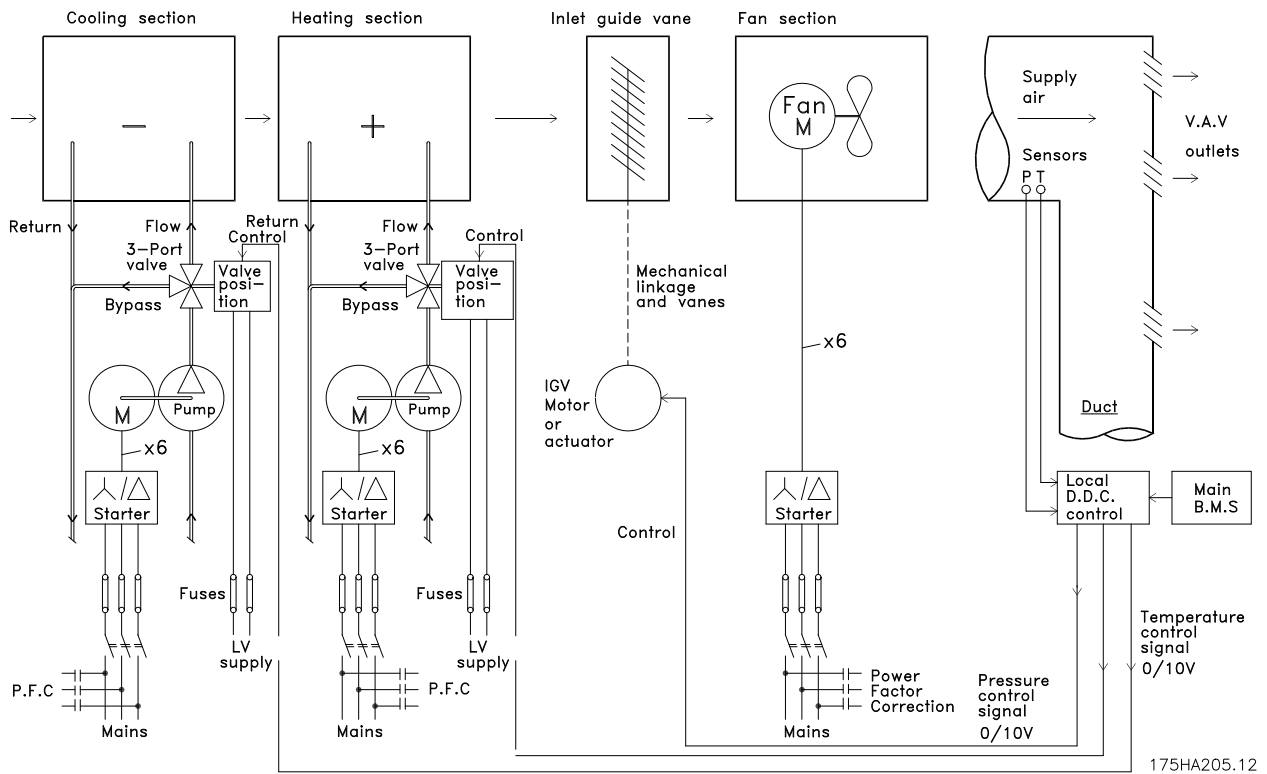 Cooling section
Heating section
Inlet guide vane
Fan section
−
+
Fan
M
Supply
air
V.A.V
outlets
Sensors
P T
Return
Flow
3-Port
valve
Bypass
Return
Control
Valve
posi-
tion
Flow
3-Port
valve
Bypass
Control
Valve
posi-
tion
Mechanical
linkage
and vanes
x6
M
Pump
x6
M
Pump
x6
IGV
Motor
or
actuator
Duct
/
Starter
/
Starter
/
Starter
Local
D.D.C.
control
Main
B.M.S
Control
Fuses
Fuses
LV
supply
LV
supply
Temperature
control
signal
0/10V
P.F.C
P.F.C
Power
Factor
Correction
Pressure
control
signal
0/10V
Mains
Mains
Mains
175HA205.12